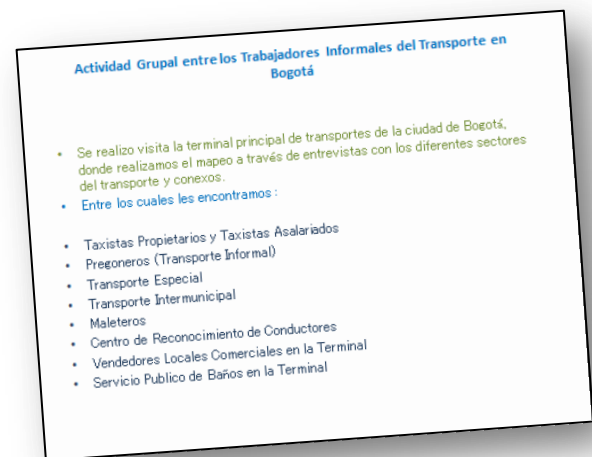 Actividad Grupal entre los Trabajadores Informales del Transporte en
Bogotá
• Se realizo visita la terminal principal de transportes de la ciudad de Bogotá,
donde realizamos el mapeo a través de entrevistas con los diferentes sectores
del transporte y conexos.
• Entre los cuales les encontramos :
• Taxistas Propietarios y Taxistas Asalariados
• Pregoneros (Transporte Informal)
• Transporte Especial
• Transporte Intermunicipal
• Maleteros
• Centro de Reconocimiento de Conductores
• Vendedores Locales Comerciales en la Terminal
• Servicio Publico de Baños en la Terminal